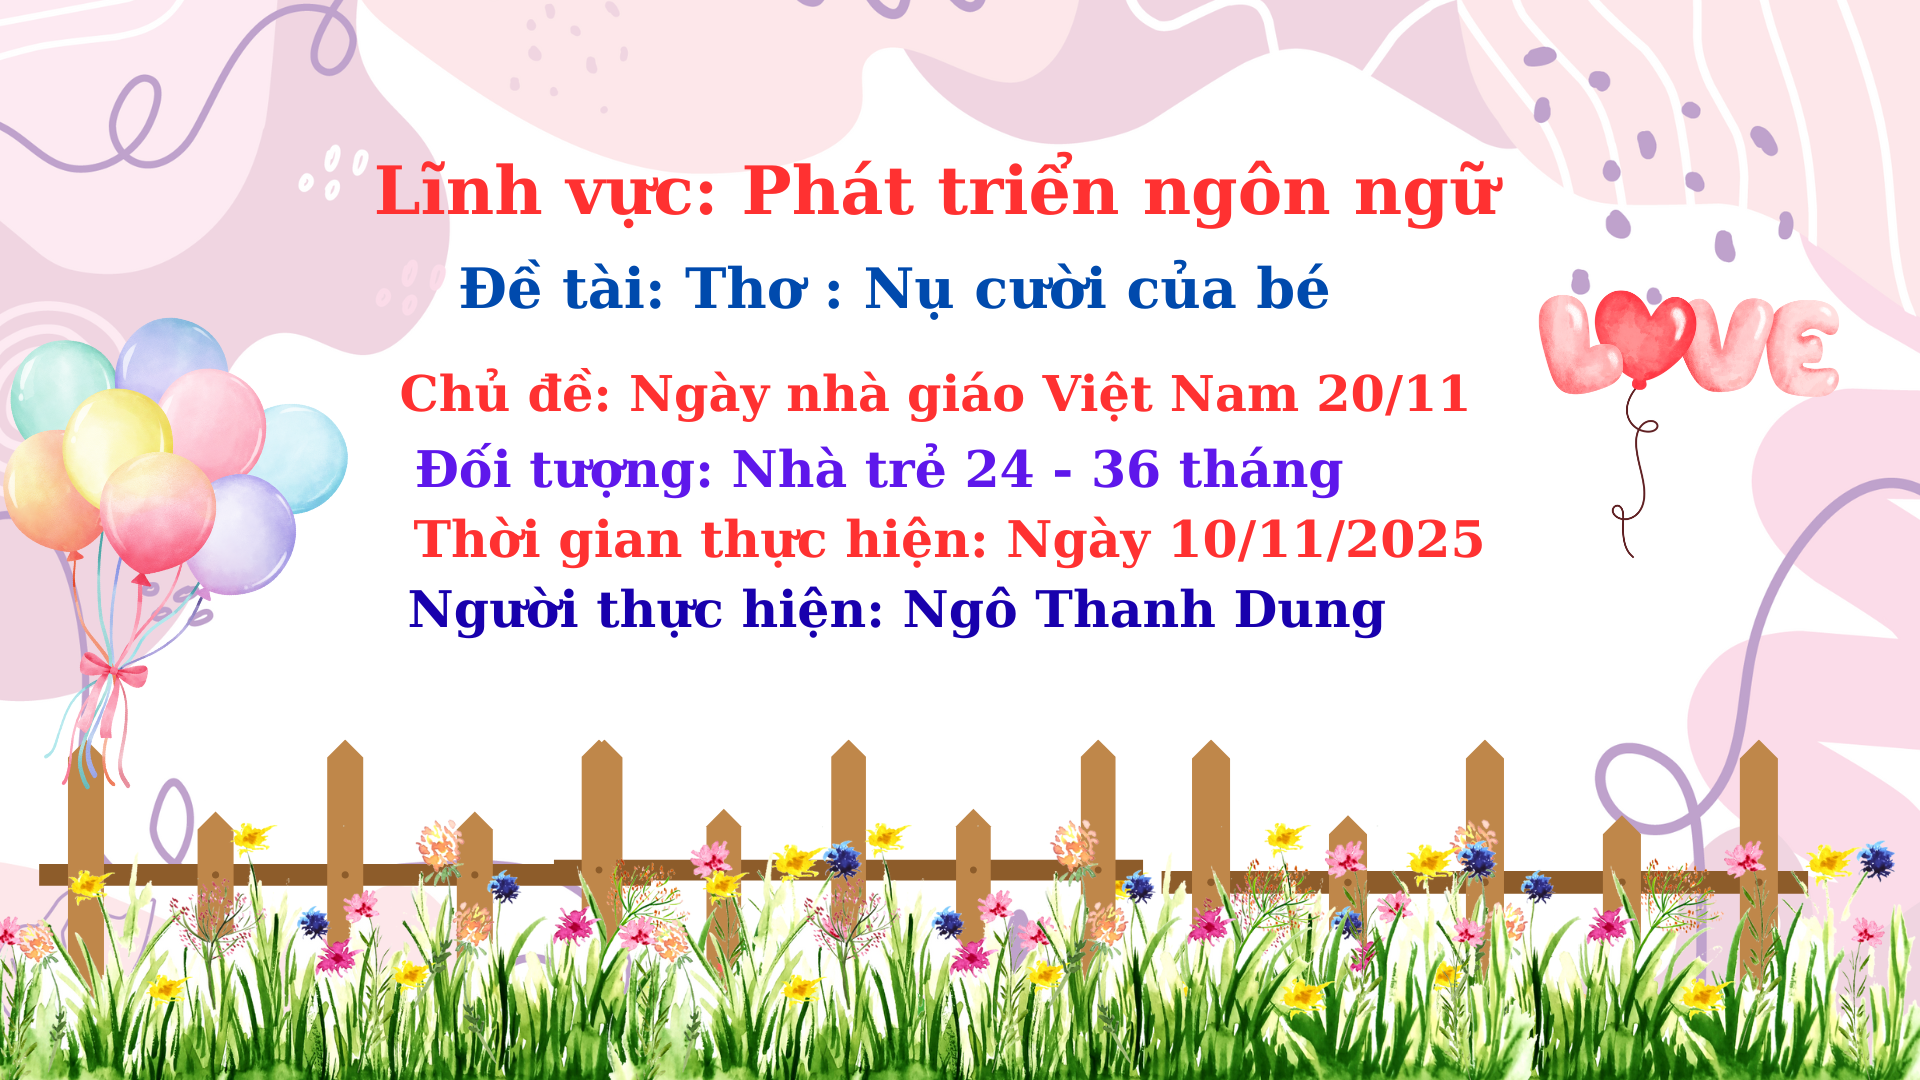 Lĩnh vực: Phát triển ngôn ngữ
Đề tài: Thơ : Nụ cười của bé
LOVE
Chủ đề: Ngày nhà giáo Việt Nam 20/11
Đối tượng: Nhà trẻ 24 - 36 tháng
Thời gian thực hiện: Ngày 10/11/2025
Người thực hiện: Ngô Thanh Dung